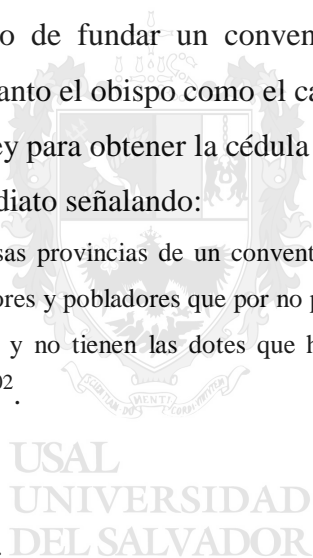 o de fundar un conven
anto el obispo como el ca
ey para obtener la cédula
diato señalando:
sas provincias de un convent
ores y pobladores que por no p
y no tienen las dotes que h
02.
USAL
UNIVERSIDAD
DEL SALVADOR